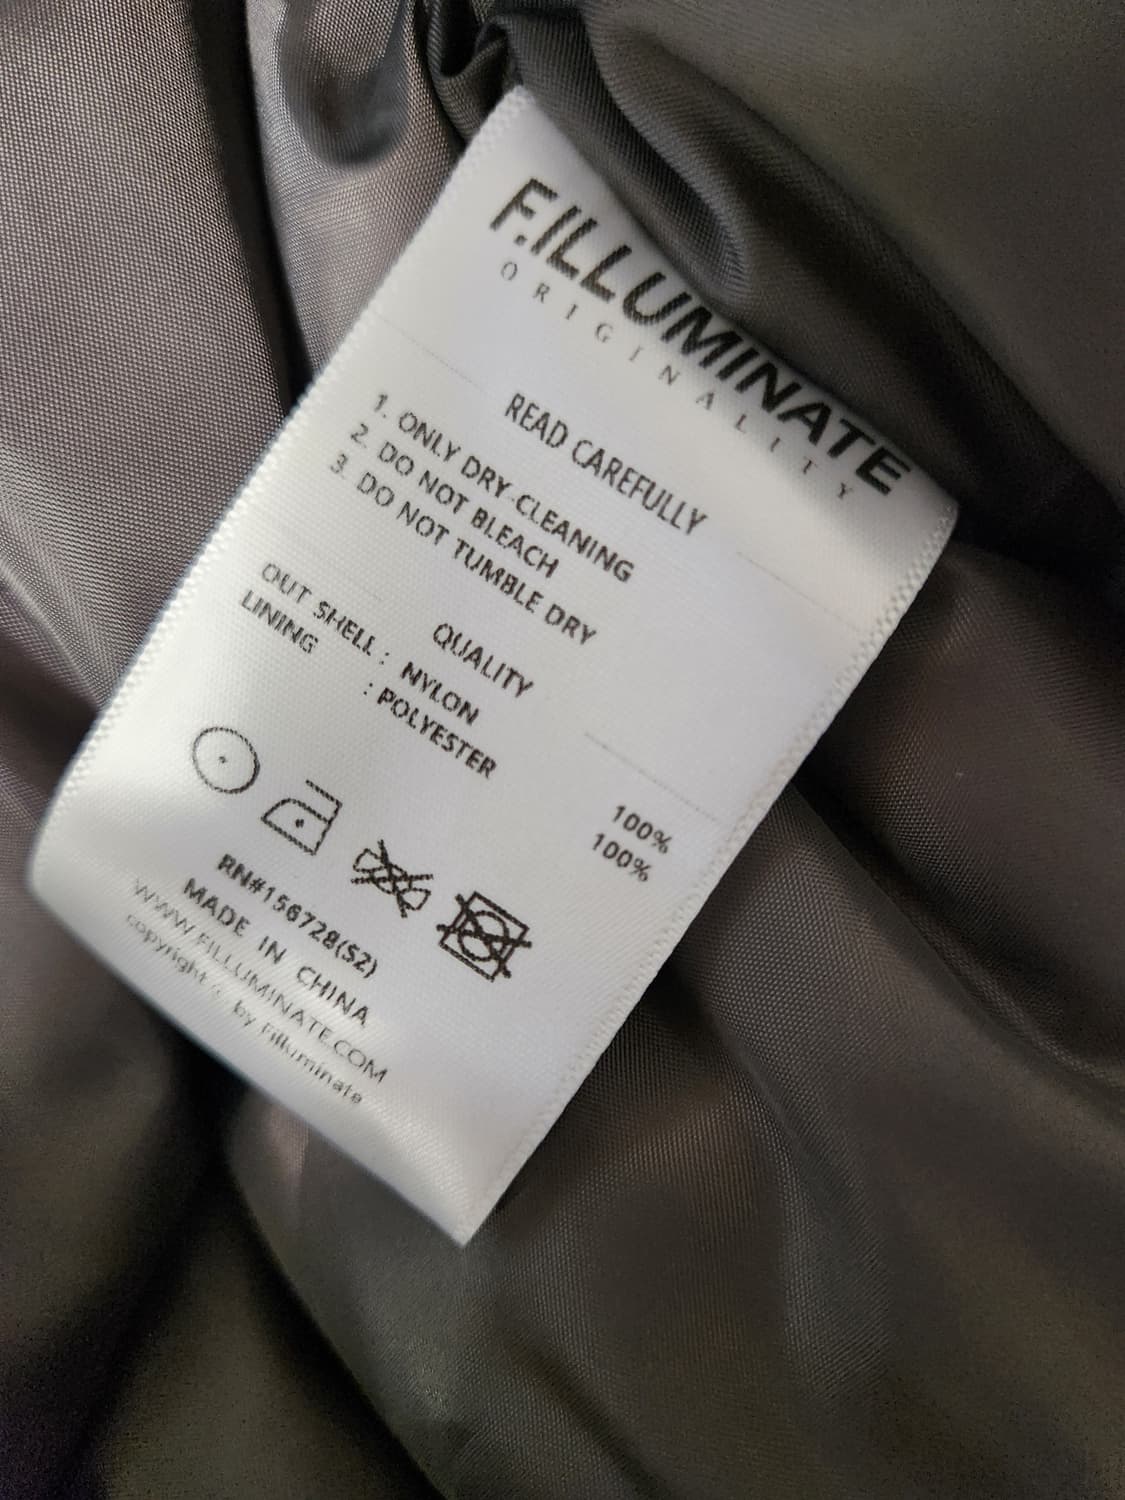 F.ILLUMINATE
ORIGINALITY
READ CAREFULLY
1. ONLY DRY-CLEANING
2. DO NOT BLEACH
3. DO NOT TUMBLE DRY
QUALITY
OUT SHELL : NYLON 100%
LINING : POLYESTER 100%
RN#156728(S2)
MADE IN CHINA
WWW.FILLUMINATE.COM
copyright © by Filluminate